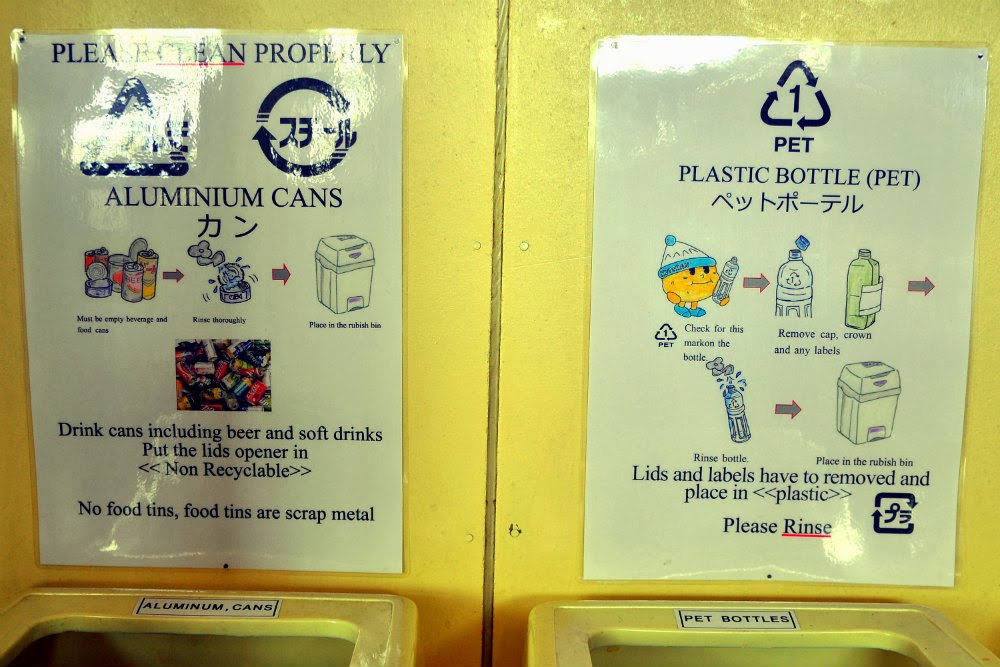 PLEASE CLEAN PROPERLY
スチール
ALUMINIUM CANS
カン
Must be empty beverage and
food cans
Rinse thoroughly
Place in the rubish bin
Drink cans including beer and soft drinks
Put the lids opener in
<< Non Recyclable>>
No food tins, food tins are scrap metal
ALUMINUM, CANS
1
PET
PLASTIC BOTTLE (PET)
ペットポーテル
1
PET
Check for this
markon the
bottle.
Remove cap, crown
and any labels
Rinse bottle.
Place in the rubish bin
Lids and labels have to removed and
place in <<plastic>>
プラ
Please Rinse
PET BOTTLES